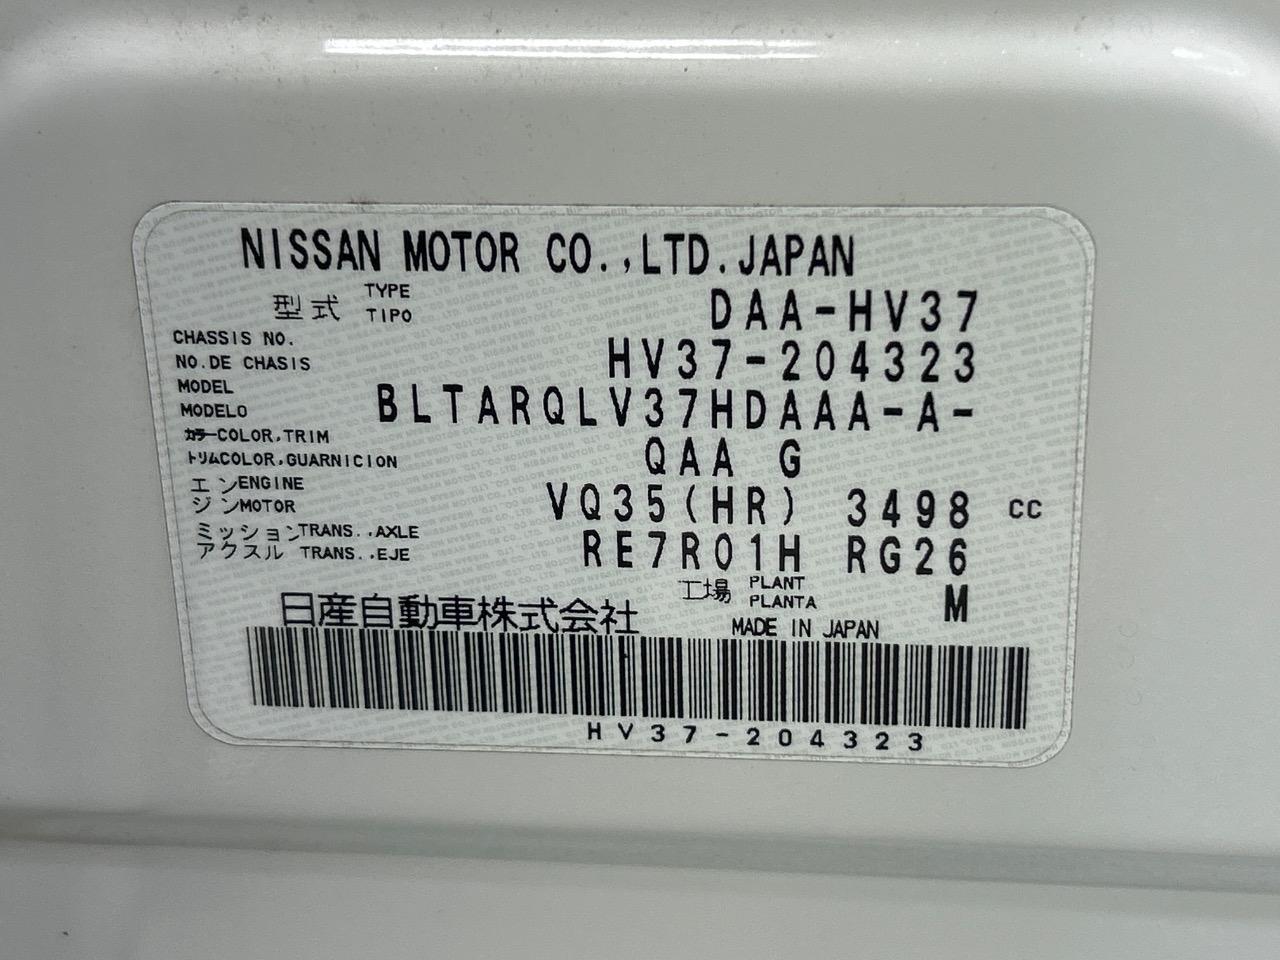 NISSAN MOTOR CO.,LTD.JAPAN
型式 TYPE TIPO DAA-HV37
CHASSIS NO.
NO.DE CHASIS HV37-204323
MODEL
MODELO BLTARQLV37HDAAA-A-
カラーCOLOR,TRIM
トリムCOLOR,GUARNICION QAA G
エンENGINE
ジンMOTOR VQ35(HR) 3498 CC
ミッションTRANS.,AXLE
アクスル TRANS.,EJE RE7R01H RG26
工場 PLANT PLANTA M
日産自動車株式会社 MADE IN JAPAN
HV37-204323